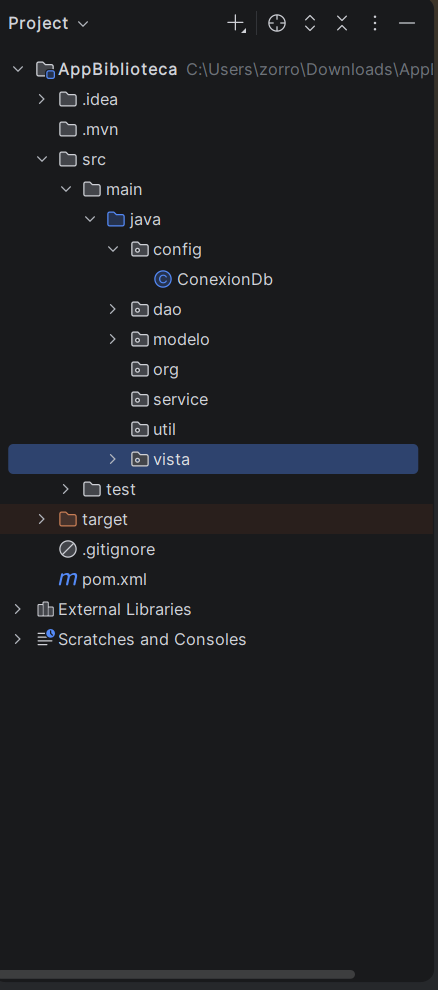 Project
AppBiblioteca C:\Users\zorro\Downloads\Appl
.idea
.mvn
src
main
java
config
ConexionDb
dao
modelo
org
service
util
vista
test
target
.gitignore
pom.xml
External Libraries
Scratches and Consoles